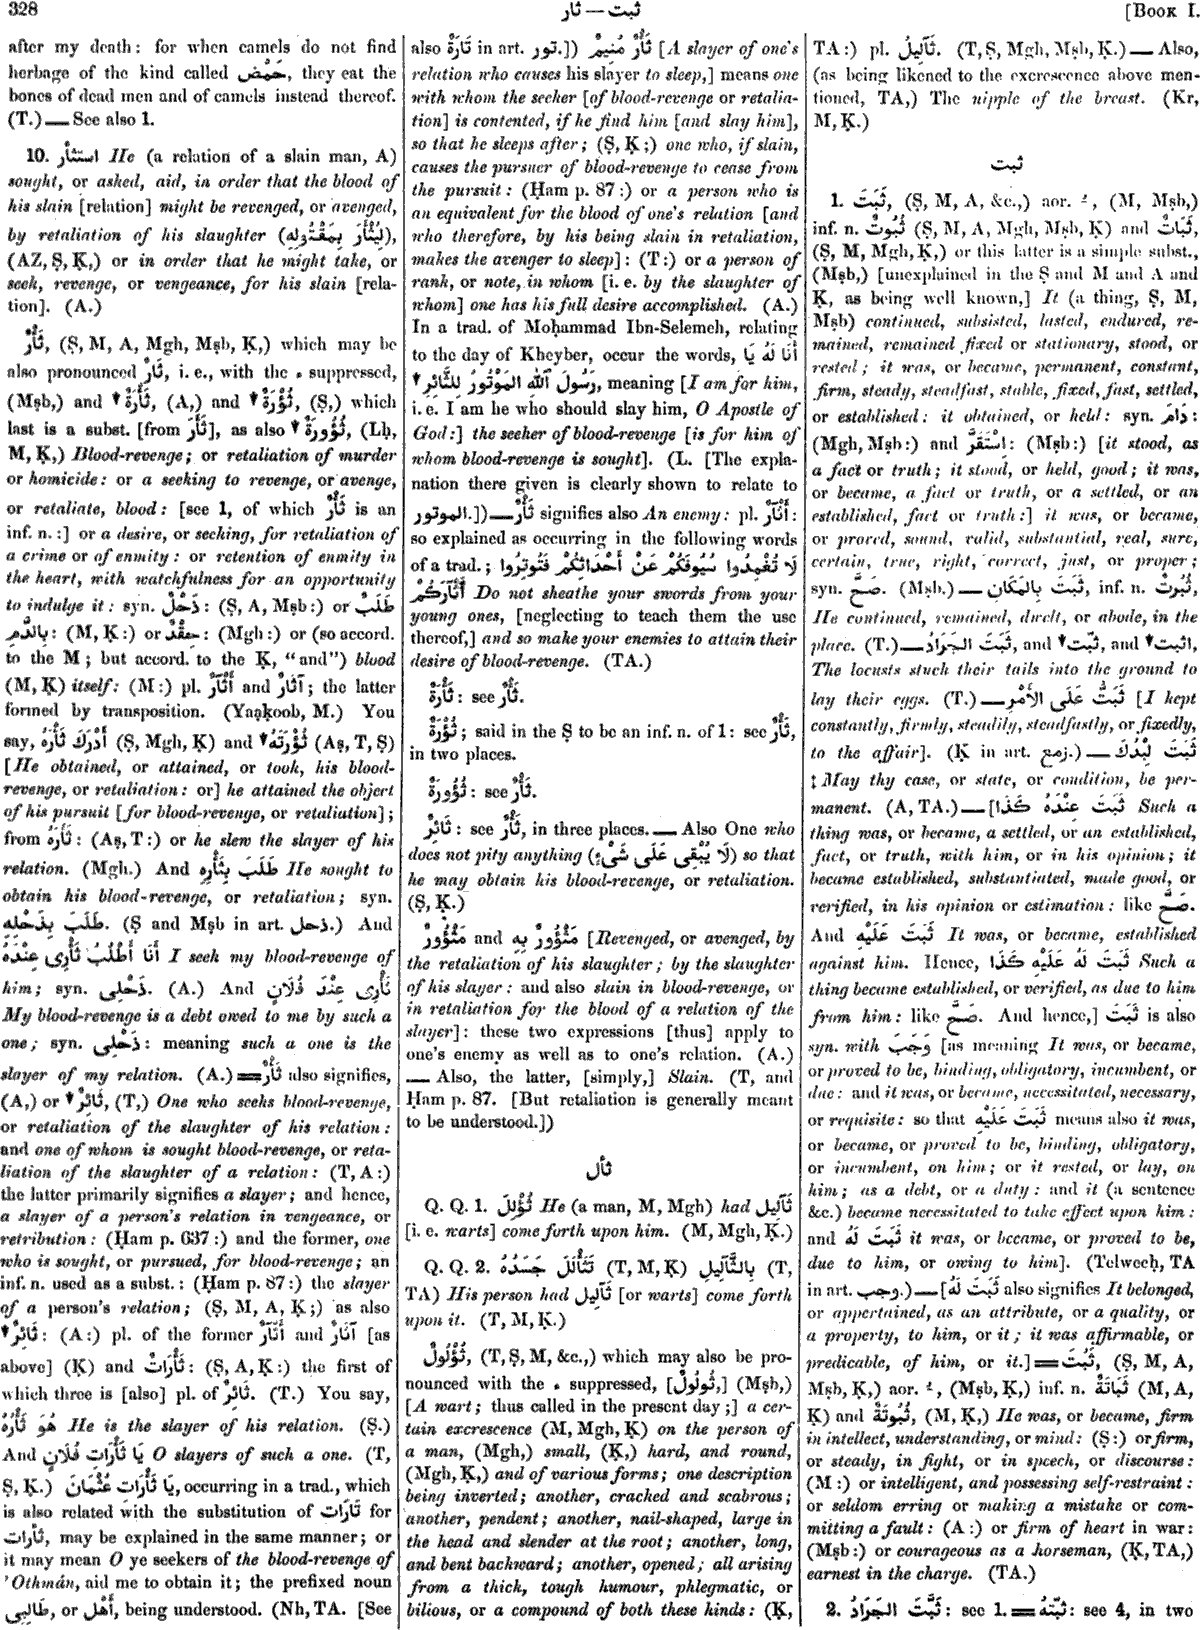 328
ثبت — ثار
[BOOK I.
after my death: for when camels do not find
herbage of the kind called حَمْض, they eat the
bones of dead men and of camels instead thereof.
(T.) — See also 1.
10. استثأر He (a relation of a slain man, A)
sought, or asked, aid, in order that the blood of
his slain [relation] might be revenged, or avenged,
by retaliation of his slaughter (لِيُثْأَرَ بِمَقْتُولِهِ),
(AZ, Ṣ, Ḳ,) or in order that he might take, or
seek, revenge, or vengeance, for his slain [rela-
tion]. (A.)
ثَأْرٌ, (Ṣ, M, A, Mgh, Mṣb, Ḳ,) which may be
also pronounced ثَارٌ, i. e., with the ء suppressed,
(Mṣb,) and ▼ ثَأْرَةٌ, (A,) and ▼ ثُؤْرَةٌ, (Ṣ,) which
last is a subst. [from ثَأَرَ], as also ▼ ثُؤُورَةٌ, (Lḥ,
M, Ḳ,) Blood-revenge; or retaliation of murder
or homicide: or a seeking to revenge, or avenge,
or retaliate, blood: [see 1, of which ثَأْرٌ is an
inf. n.:] or a desire, or seeking, for retaliation of
a crime or of enmity: or retention of enmity in
the heart, with watchfulness for an opportunity
to indulge it: syn. ذَحْلٌ: (Ṣ, A, Mṣb:) or طَلَبٌ
بِالدَّمِ: (M, Ḳ:) or حِقْدٌ: (Mgh:) or (so accord.
to the M; but accord. to the Ḳ, "and") blood
(M, Ḳ) itself: (M:) pl. أَثْآرٌ and آثَارٌ; the latter
formed by transposition. (Yaạḳoob, M.) You
say, أَدْرَكَ ثَأْرَهُ (Ṣ, Mgh, Ḳ) and ▼ ثُؤْرَتَهُ (Aṣ, T, Ṣ)
[He obtained, or attained, or took, his blood-
revenge, or retaliation: or] he attained the object
of his pursuit [for blood-revenge, or retaliation];
from ثَأَرَهُ: (Aṣ, T:) or he slew the slayer of his
relation. (Mgh.) And طَلَبَ بِثَأْرِهِ He sought to
obtain his blood-revenge, or retaliation; syn.
طَلَبَ بِذَحْلِهِ. (Ṣ and Mṣb in art. ذحل.) And
أَنَا أَطْلُبُ ثَأْرِى عِنْدَهُ I seek my blood-revenge of
him; syn. ذَحْلِى. (A.) And ثَأْرِى عِنْدَ فُلَانٍ
My blood-revenge is a debt owed to me by such a
one; syn. ذَحْلِى: meaning such a one is the
slayer of my relation. (A.) = ثَأْرٌ also signifies,
(A,) or ▼ ثَائِرٌ, (T,) One who seeks blood-revenge,
or retaliation of the slaughter of his relation:
and one of whom is sought blood-revenge, or reta-
liation of the slaughter of a relation: (T, A:)
the latter primarily signifies a slayer; and hence,
a slayer of a person's relation in vengeance, or
retribution: (Ḥam p. 637:) and the former, one
who is sought, or pursued, for blood-revenge; an
inf. n. used as a subst.: (Ḥam p. 87:) the slayer
of a person's relation; (Ṣ, M, A, Ḳ;) as also
▼ ثَائِرٌ: (A:) pl. of the former أَثْآرٌ and آثَارٌ [as
above] (Ḳ) and ثَأْرَاتٌ: (Ṣ, A, Ḳ:) the first of
which three is [also] pl. of ثَائِرٌ. (T.) You say,
هُوَ ثَأْرُهُ He is the slayer of his relation. (Ṣ.)
And يَا ثَأْرَاتِ فُلَانٍ O slayers of such a one. (T,
Ṣ, Ḳ.) يَا ثَأْرَاتِ عُثْمَانَ, occurring in a trad., which
is also related with the substitution of ثَارَات for
ثَأْرَات, may be explained in the same manner; or
it may mean O ye seekers of the blood-revenge of
'Othmán, aid me to obtain it; the prefixed noun
طَالِبِى, or أَهْل, being understood. (Nh, TA. [See
also تَارَةٌ in art. تور.]) ثَأْرٌ مُنِيمٌ [A slayer of one's
relation who causes his slayer to sleep,] means one
with whom the seeker [of blood-revenge or retalia-
tion] is contented, if he find him [and slay him],
so that he sleeps after; (Ṣ, Ḳ;) one who, if slain,
causes the pursuer of blood-revenge to cease from
the pursuit: (Ḥam p. 87:) or a person who is
an equivalent for the blood of one's relation [and
who therefore, by his being slain in retaliation,
makes the avenger to sleep]: (T:) or a person of
rank, or note, in whom [i. e. by the slaughter of
whom] one has his full desire accomplished. (A.)
In a trad. of Moḥammad Ibn-Selemeh, relating
to the day of Kheyber, occur the words, أَنَا لَهُ يَا
رَسُولَ ٱللّٰهِ المَوْتُورُ لِلثَّائِرِ ▼, meaning [I am for him,
i. e. I am he who should slay him, O Apostle of
God:] the seeker of blood-revenge [is for him of
whom blood-revenge is sought]. (L. [The expla-
nation there given is clearly shown to relate to
الموتور.]) — ثَأْرٌ signifies also An enemy: pl. أَثْآرٌ:
so explained as occurring in the following words
of a trad.; لَا تُغْمِدُوا سُيُوفَكُمْ عَنْ أَعْدَائِكُمْ فَتُوتِرُوا
أَثْآرَكُمْ Do not sheathe your swords from your
young ones, [neglecting to teach them the use
thereof,] and so make your enemies to attain their
desire of blood-revenge. (TA.)
ثَأْرَةٌ: see ثَأْرٌ.
ثُؤْرَةٌ; said in the Ṣ to be an inf. n. of 1: see ثَأْرٌ,
in two places.
ثُؤُورَةٌ: see ثَأْرٌ.
ثَائِرٌ: see ثَأْرٌ, in three places. — Also One who
does not pity anything (لَا يُبْقِى عَلَى شَىْءٍ) so that
he may obtain his blood-revenge, or retaliation.
(Ṣ, Ḳ.)
مَثْؤُورٌ and مَثْؤُورٌ بِهِ [Revenged, or avenged, by
the retaliation of his slaughter; by the slaughter
of his slayer: and also slain in blood-revenge, or
in retaliation for the blood of a relation of the
slayer]: these two expressions [thus] apply to
one's enemy as well as to one's relation. (A.)
— Also, the latter, [simply,] Slain. (T, and
Ḥam p. 87. [But retaliation is generally meant
to be understood.])
ثأل
Q. Q. 1. ثُؤْلِلَ He (a man, M, Mgh) had ثَآلِيل
[i. e. warts] come forth upon him. (M, Mgh, Ḳ.)
Q. Q. 2. تَثَأْلَلَ جَسَدُهُ (T, M, Ḳ) بِالثَّآلِيلِ (T,
TA) His person had ثَآلِيل [or warts] come forth
upon it. (T, M, Ḳ.)
ثُؤْلُولٌ, (T, Ṣ, M, &c.,) which may also be pro-
nounced with the ء suppressed, [ثُولُولٌ,] (Mṣb,)
[A wart; thus called in the present day;] a cer-
tain excrescence (M, Mgh, Ḳ) on the person of
a man, (Mgh,) small, (Ḳ,) hard, and round,
(Mgh, Ḳ,) and of various forms; one description
being inverted; another, cracked and scabrous;
another, pendent; another, nail-shaped, large in
the head and slender at the root; another, long,
and bent backward; another, opened; all arising
from a thick, tough humour, phlegmatic, or
bilious, or a compound of both these kinds: (Ḳ,
TA:) pl. ثَآلِيلُ. (T, Ṣ, Mgh, Mṣb, Ḳ.) — Also,
(as being likened to the excrescence above men-
tioned, TA,) The nipple of the breast. (Kr,
M, Ḳ.)
ثبت
1. ثَبَتَ, (Ṣ, M, A, &c.,) aor. ـُ, (M, Mṣb,)
inf. n. ثُبُوتٌ (Ṣ, M, A, Mgh, Mṣb, Ḳ) and ثَبَاتٌ,
(Ṣ, M, Mgh, Ḳ,) or this latter is a simple subst.,
(Mṣb,) [unexplained in the Ṣ and M and A and
Ḳ, as being well known,] It (a thing, Ṣ, M,
Mṣb) continued, subsisted, lasted, endured, re-
mained, remained fixed or stationary, stood, or
rested; it was, or became, permanent, constant,
firm, steady, steadfast, stable, fixed, fast, settled,
or established: it obtained, or held: syn. دَامَ:
(Mgh, Mṣb:) and اِسْتَقَرَّ: (Mṣb:) [it stood, as
a fact or truth; it stood, or held, good; it was,
or became, a fact or truth, or a settled, or an
established, fact or truth:] it was, or became,
or proved, sound, valid, substantial, real, sure,
certain, true, right, correct, just, or proper;
syn. صَحَّ. (Mṣb.) — ثَبَتَ بِالمَكَانِ, inf. n. ثُبُوتٌ,
He continued, remained, dwelt, or abode, in the
place. (T.) — ثَبَتَ الجَرَادُ, and ▼ ثبّت, and ▼ اثبت,
The locusts stuck their tails into the ground to
lay their eggs. (T.) — ثَبَتُّ عَلَى الأَمْرِ [I kept
constantly, firmly, steadily, steadfastly, or fixedly,
to the affair]. (Ḳ in art. زمع.) — ثَبَتَ لِبْدُكَ
‡ May thy case, or state, or condition, be per-
manent. (A, TA.) — [ثَبَتَ عِنْدَهُ كَذَا Such a
thing was, or became, a settled, or an established,
fact, or truth, with him, or in his opinion; it
became established, substantiated, made good, or
verified, in his opinion or estimation: like صَحَّ.
And ثَبَتَ عَلَيْهِ It was, or became, established
against him. Hence, ثَبَتَ لَهُ عَلَيْهِ كَذَا Such a
thing became established, or verified, as due to him
from him: like صَحَّ. And hence,] ثَبَتَ is also
syn. with وَجَبَ [as meaning It was, or became,
or proved to be, binding, obligatory, incumbent, or
due: and it was, or became, necessitated, necessary,
or requisite: so that ثَبَتَ عَلَيْهِ means also it was,
or became, or proved to be, binding, obligatory,
or incumbent, on him; or it rested, or lay, on
him; as a debt, or a duty: and it (a sentence
&c.) became necessitated to take effect upon him:
and ثَبَتَ لَهُ it was, or became, or proved to be,
due to him, or owing to him]. (Telweeḥ, TA
in art. وجب.) — [ثَبَتَ لَهُ also signifies It belonged,
or appertained, as an attribute, or a quality, or
a property, to him, or it; it was affirmable, or
predicable, of him, or it.] = ثَبُتَ, (Ṣ, M, A,
Mṣb, Ḳ,) aor. ـُ, (Mṣb, Ḳ,) inf. n. ثَبَاتَةٌ (M, A,
Ḳ) and ثُبُوتَةٌ, (M, Ḳ,) He was, or became, firm
in intellect, understanding, or mind: (Ṣ:) or firm,
or steady, in fight, or in speech, or discourse:
(M:) or intelligent, and possessing self-restraint:
or seldom erring or making a mistake or com-
mitting a fault: (A:) or firm of heart in war:
(Mṣb:) or courageous as a horseman, (Ḳ, TA,)
earnest in the charge. (TA.)
2. ثَبَّتَ الجَرَادُ: see 1. = ثَبَّتَهُ: see 4, in two